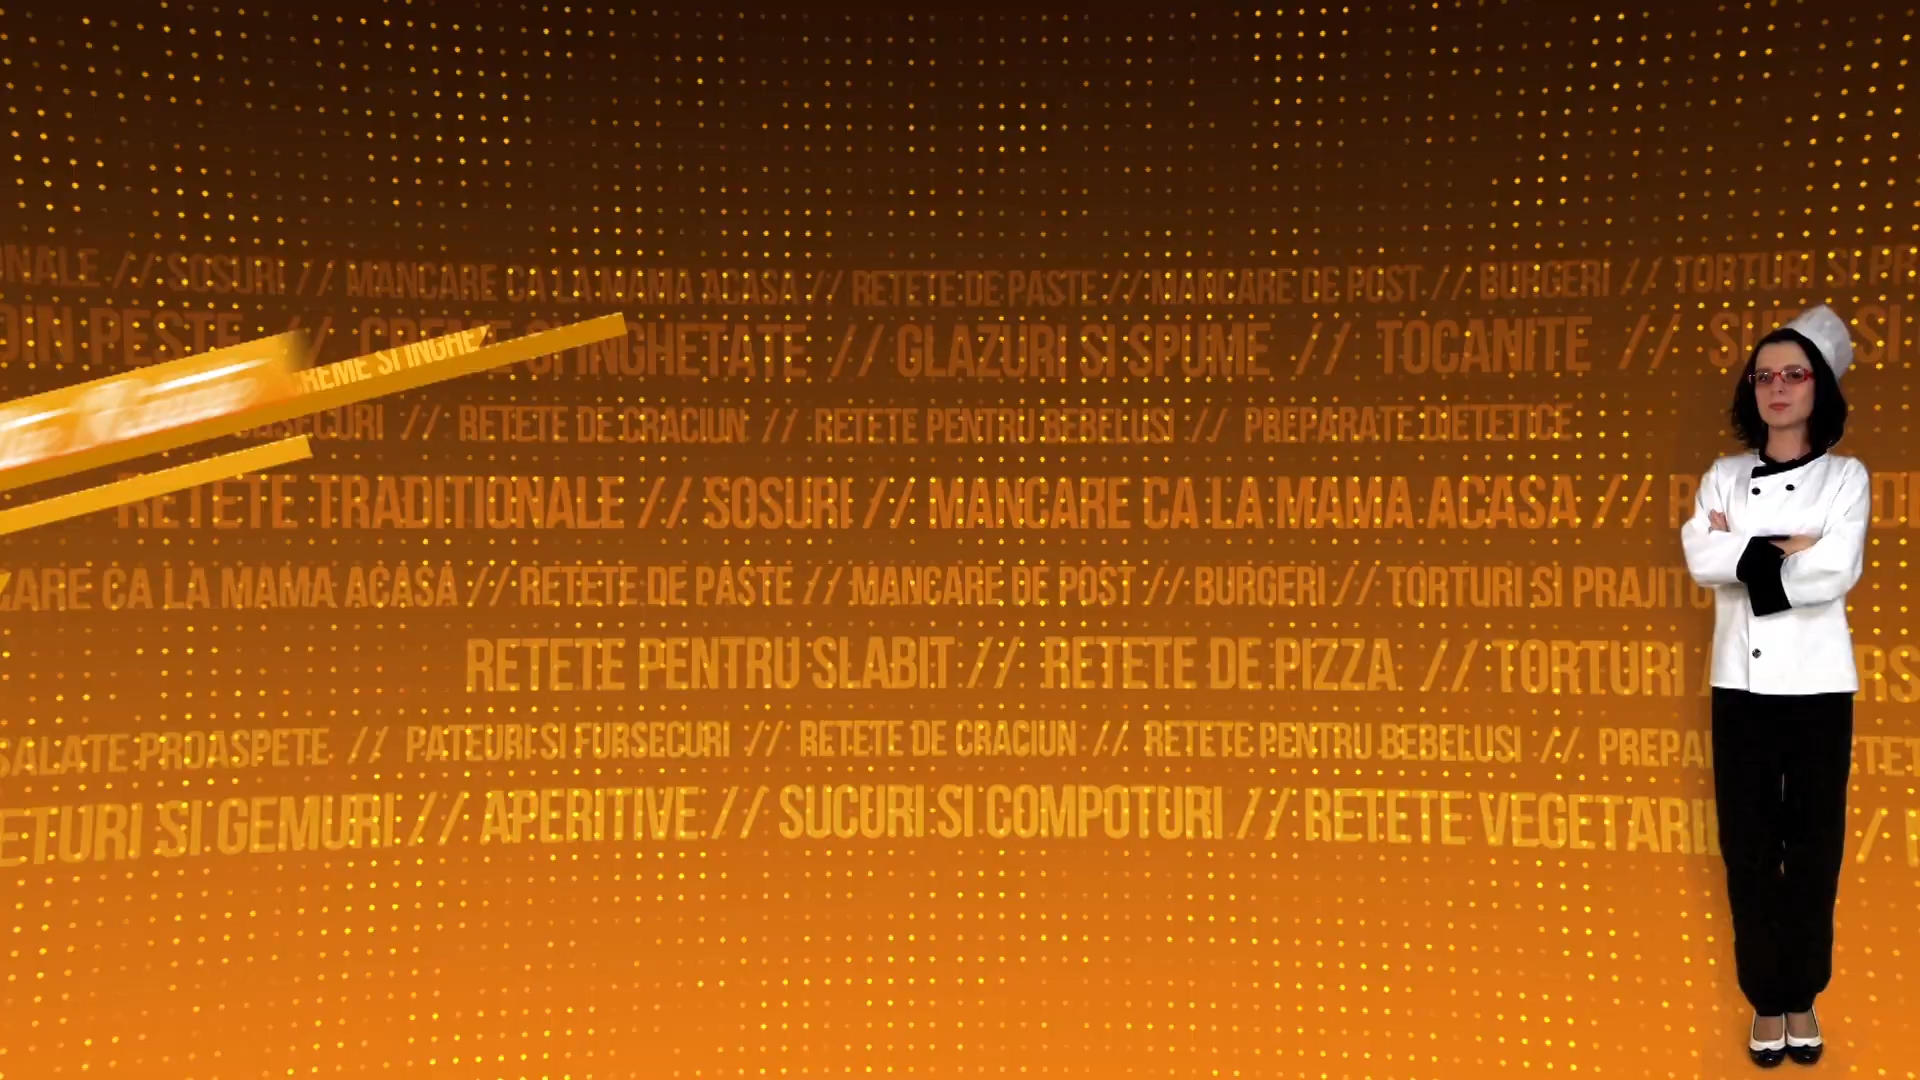 // SOSURI // MANCARE CA LA MAMA ACASA // RETETE DE PASTE // MANCARE DE POST // BURGERI // TORTURI SI
DIN PESTE // CREME SI INGHETATE // GLAZURI SI SPUME // TOCANITE //
CREME SI INGHE
// RETETE DE CRACIUN // RETETE PENTRU BEBELUSI // PREPARATE DIETETICE
RETETE TRADITIONALE // SOSURI // MANCARE CA LA MAMA ACASA //
CA LA MAMA ACASA // RETETE DE PASTE // MANCARE DE POST // BURGERI // TORTURI SI PRAJITU
RETETE PENTRU SLABIT // RETETE DE PIZZA // TORTURI
SALATE PROASPETE // PATEURI SI FURSECURI // RETETE DE CRACIUN // RETETE PENTRU BEBELUSI // PREPA
ETURI SI GEMURI // APERITIVE // SUCURI SI COMPOTURI // RETETE VEGETARI //